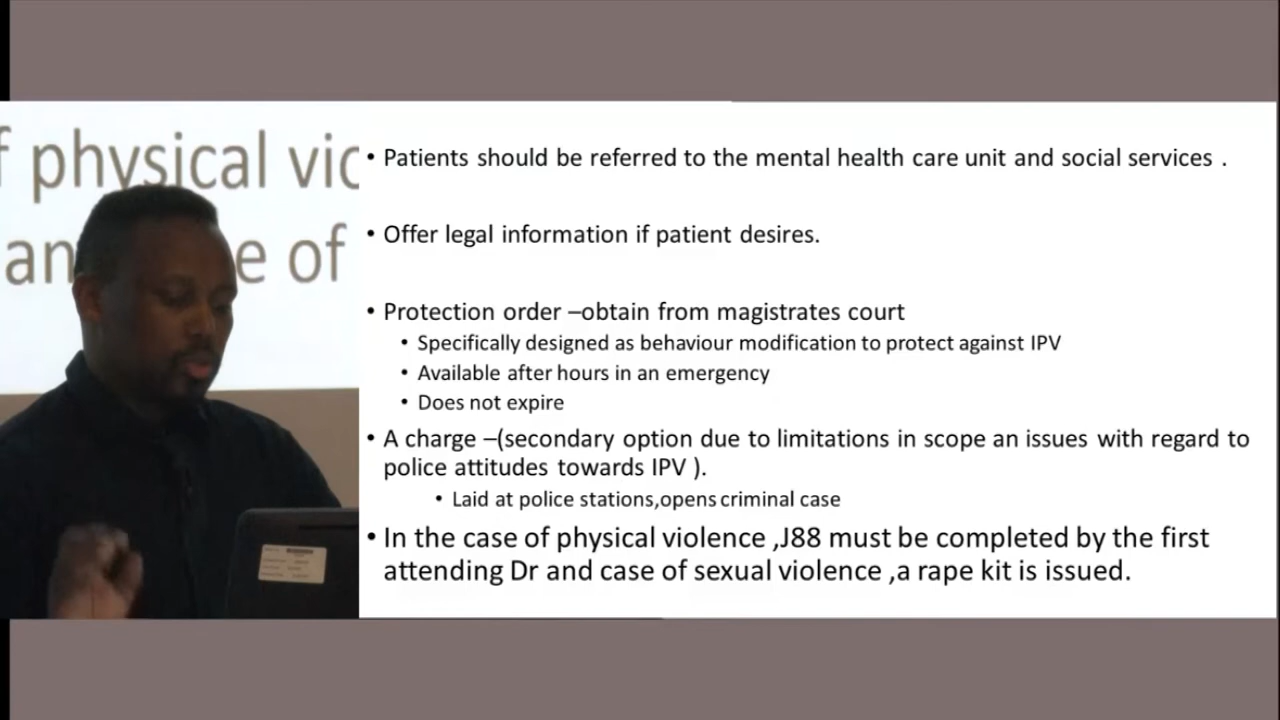 f physical vic
an e of
• Patients should be referred to the mental health care unit and social services .
• Offer legal information if patient desires.
• Protection order –obtain from magistrates court
• Specifically designed as behaviour modification to protect against IPV
• Available after hours in an emergency
• Does not expire
• A charge –(secondary option due to limitations in scope an issues with regard to
police attitudes towards IPV ).
• Laid at police stations,opens criminal case
• In the case of physical violence ,J88 must be completed by the first
attending Dr and case of sexual violence ,a rape kit is issued.